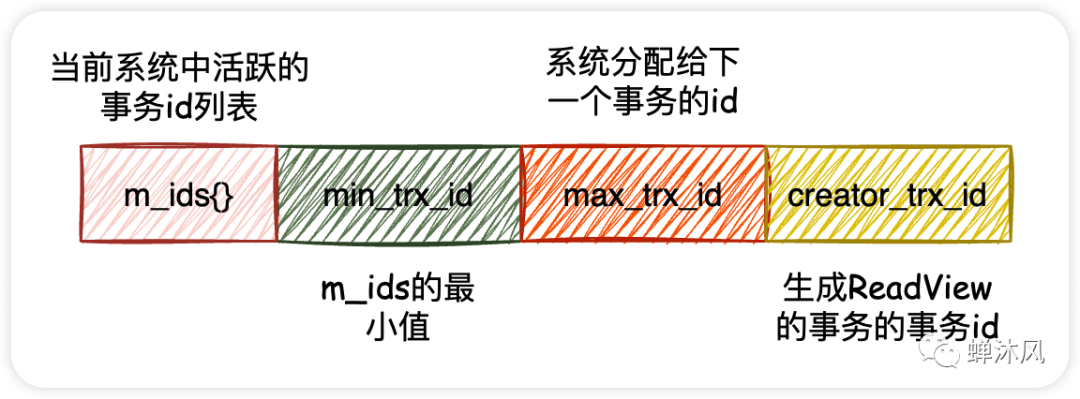 当前系统中活跃的
事务id列表
系统分配给下
一个事务的id
m_ids{}
min_trx_id
max_trx_id
creator_trx_id
m_ids的最
小值
生成ReadView
的事务的事务id
蝉沐风